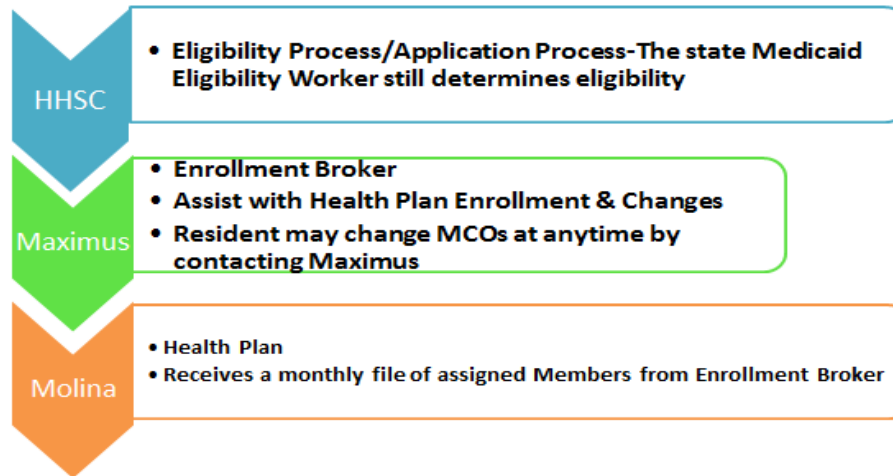 HHSC
• Eligibility Process/Application Process-The state Medicaid
Eligibility Worker still determines eligibility
Maximus
• Enrollment Broker
• Assist with Health Plan Enrollment & Changes
• Resident may change MCOs at anytime by
contacting Maximus
Molina
• Health Plan
• Receives a monthly file of assigned Members from Enrollment Broker